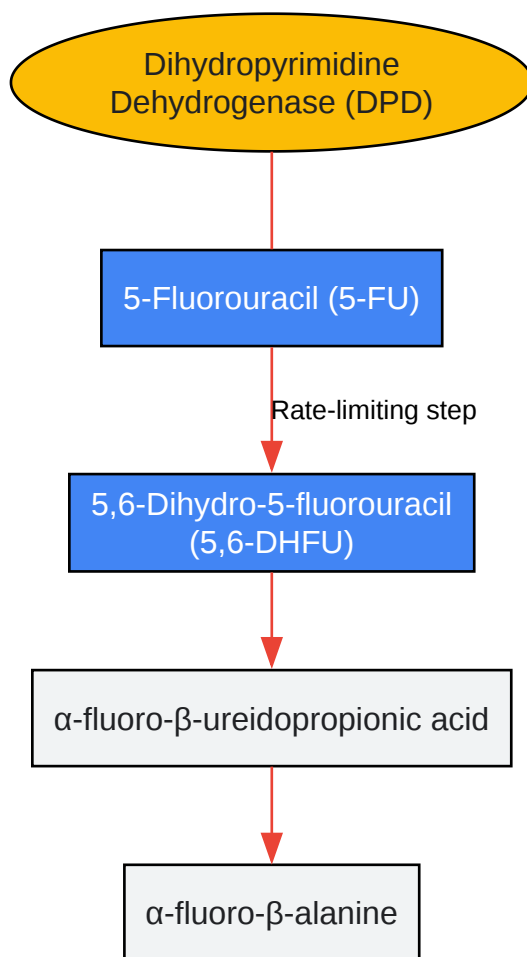 Dihydropyrimidine
Dehydrogenase (DPD)
5-Fluorouracil (5-FU)
Rate-limiting step
5,6-Dihydro-5-fluorouracil
(5,6-DHFU)
α-fluoro-β-ureidopropionic acid
α-fluoro-β-alanine